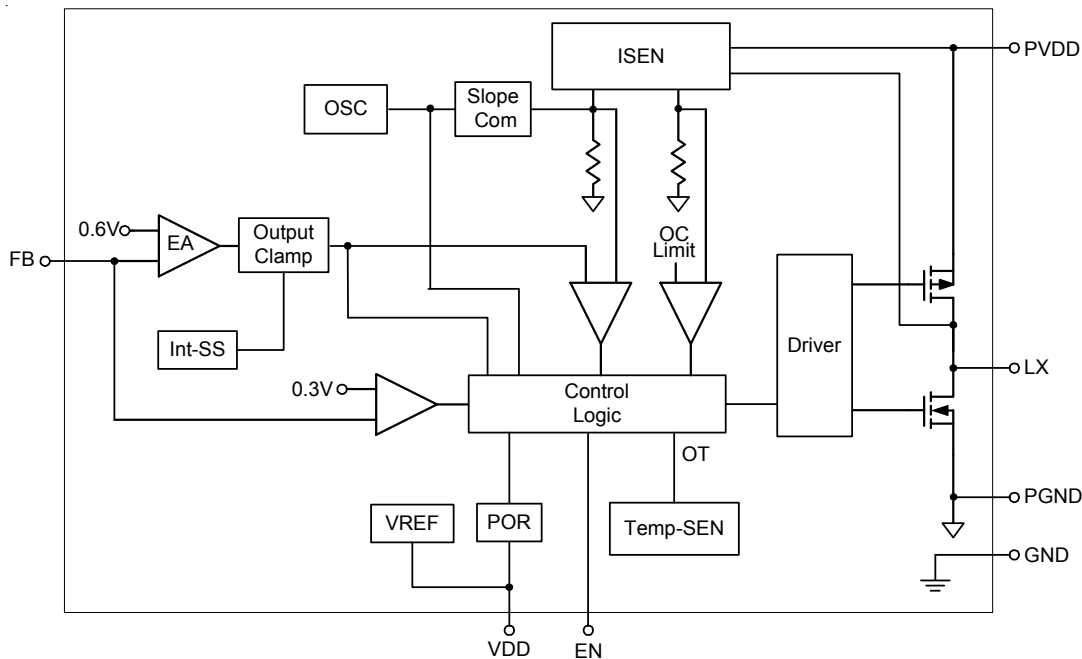 ISEN
PVDD
OSC
Slope
Com
0.6V
EA
Output
Clamp
OC
Limit
FB
Int-SS
Driver
LX
0.3V
Control
Logic
OT
VREF
POR
Temp-SEN
PGND
GND
VDD
EN